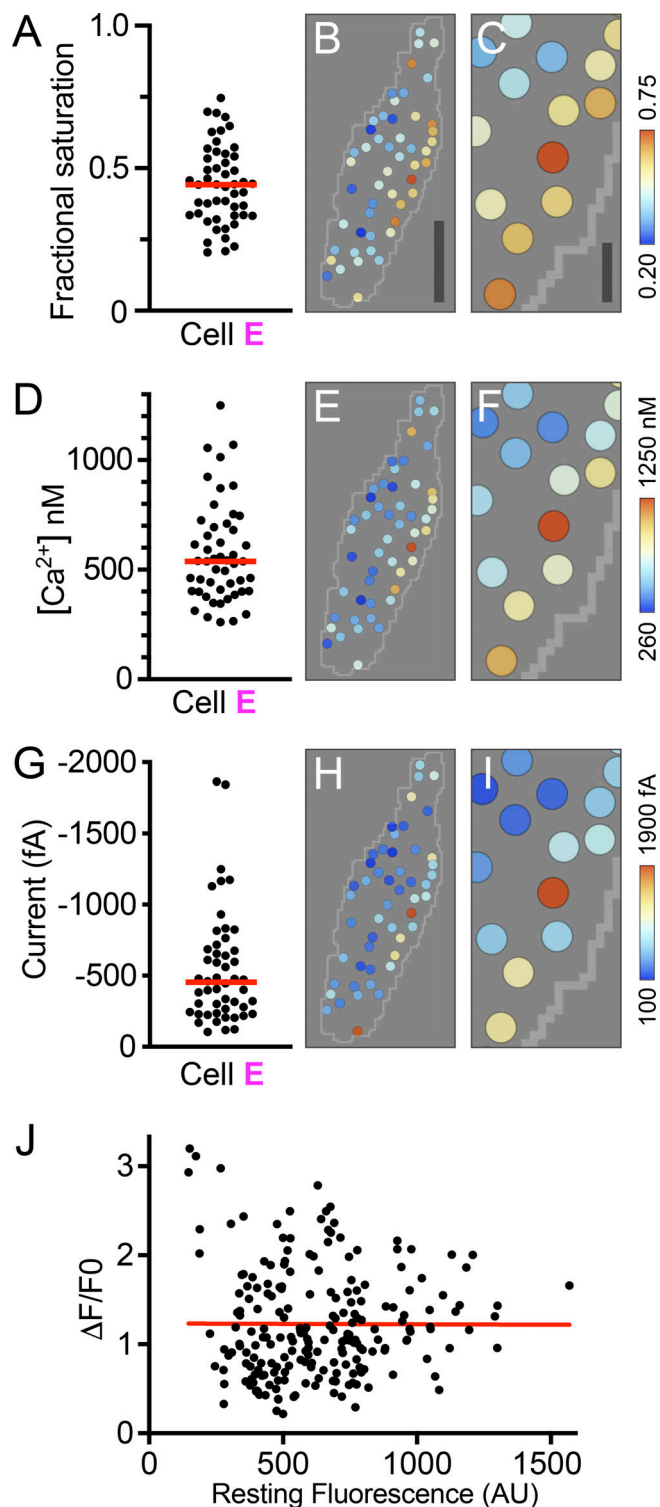 A
B
C
Fractional saturation
1.0
0.5
0
Cell E
0.75
0.20
D
E
F
[Ca2+] nM
1000
500
0
Cell E
1250 nM
260
G
H
I
Current (fA)
-2000
-1500
-1000
-500
0
Cell E
1900 fA
100
J
ΔF/F0
3
2
1
0
0 500 1000 1500
Resting Fluorescence (AU)